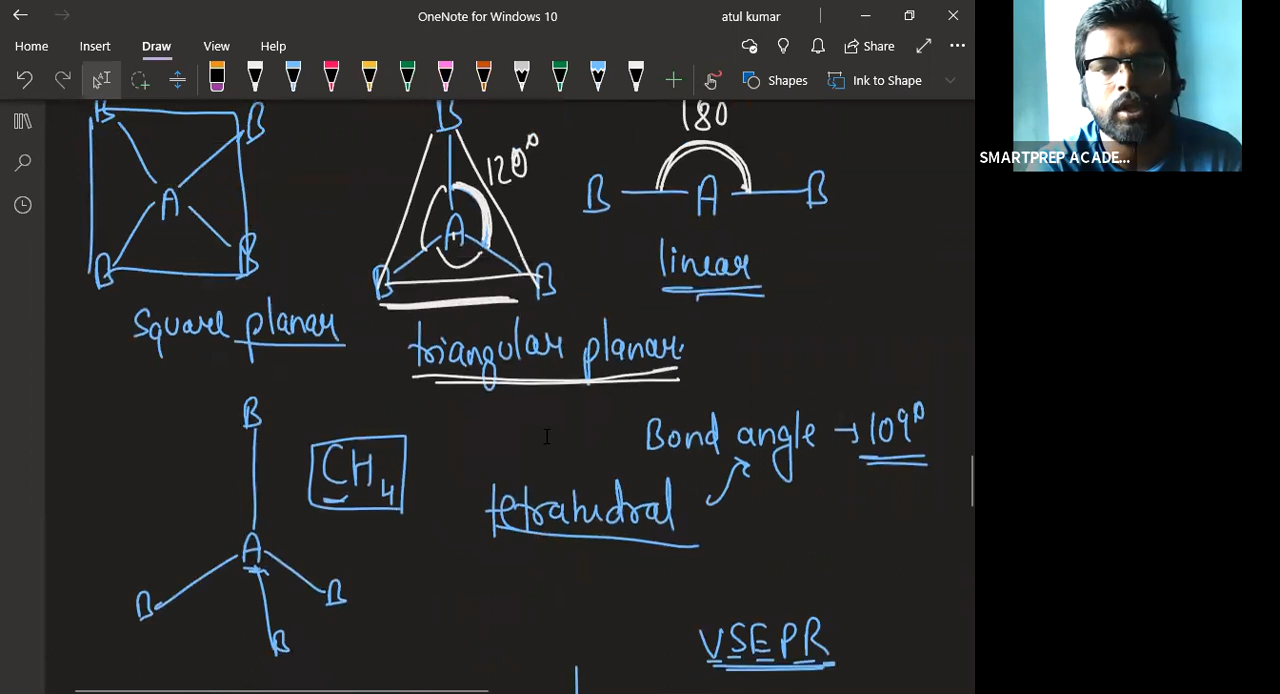 OneNote for Windows 10
atul kumar
Home Insert Draw View Help
Share
Shapes
Ink to Shape
SMARTPREP ACADE...
B
B
A
B
B
Square planar
B
120°
A
B
B
triangular planar
180
B A B
linear
B
A
B
B
B
CH4
Bond angle → 109°
tetrahidral
VSEPR